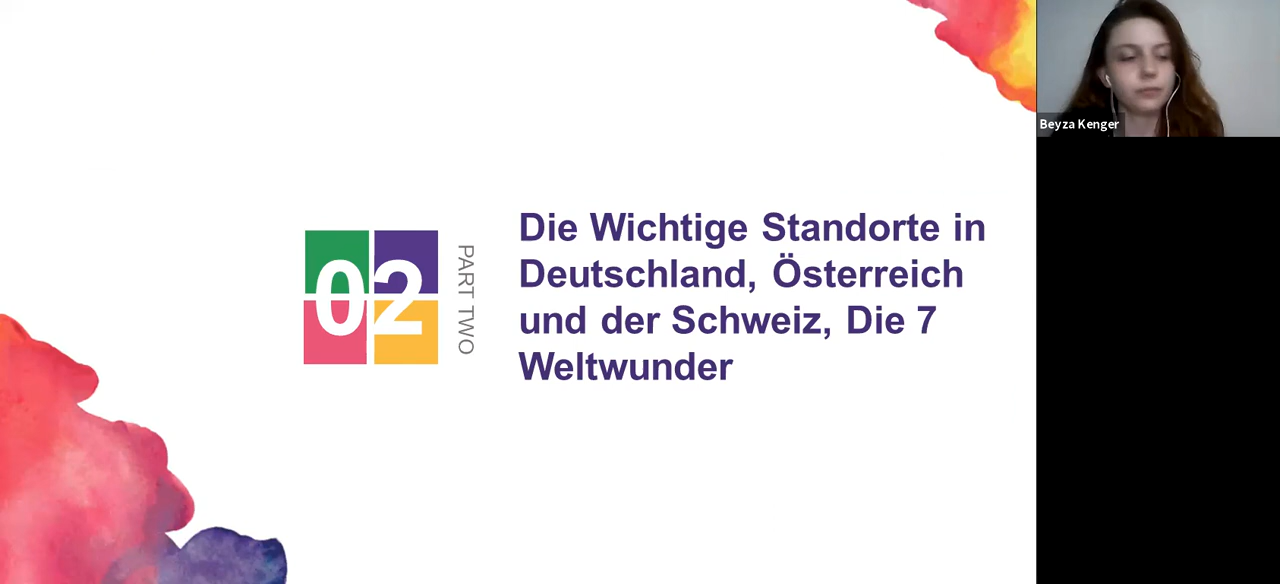 02
PART TWO
Die Wichtige Standorte in
Deutschland, Österreich
und der Schweiz, Die 7
Weltwunder
Beyza Kenger